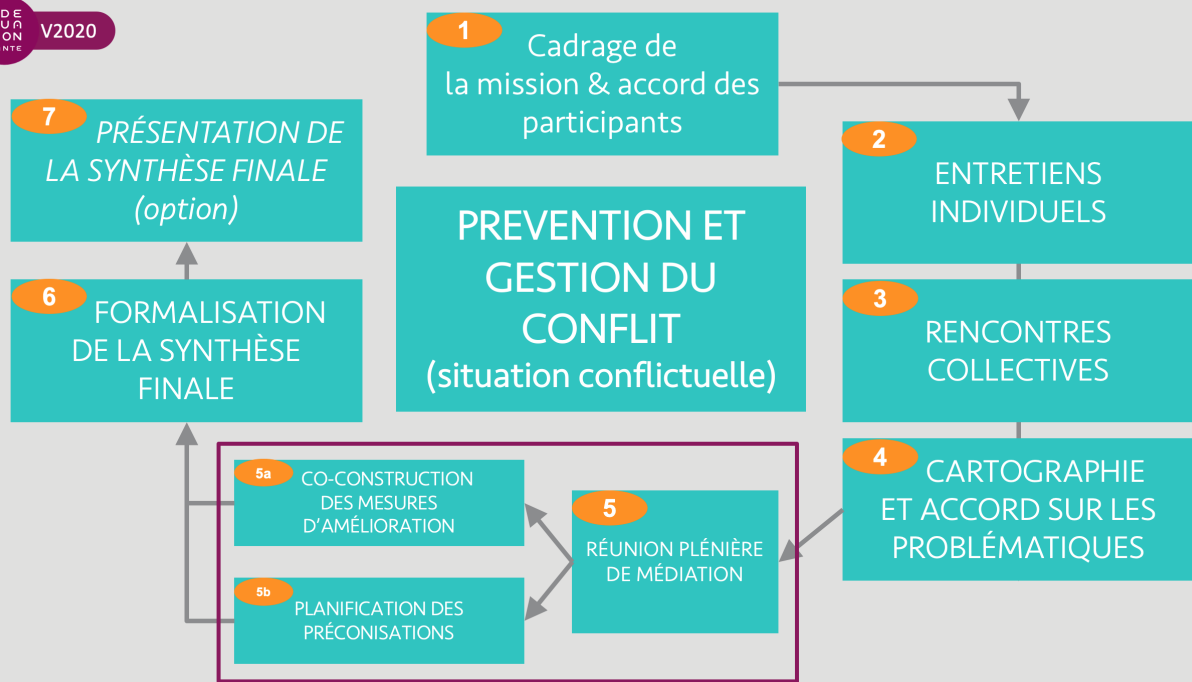 V2020
1
Cadrage de
la mission & accord des
participants
2
ENTRETIENS
INDIVIDUELS
3
RENCONTRES
COLLECTIVES
4
CARTOGRAPHIE
ET ACCORD SUR LES
PROBLÉMATIQUES
PREVENTION ET
GESTION DU
CONFLIT
(situation conflictuelle)
5
RÉUNION PLÉNIÈRE
DE MÉDIATION
5a
CO-CONSTRUCTION
DES MESURES
D'AMÉLIORATION
5b
PLANIFICATION DES
PRÉCONISATIONS
6
FORMALISATION
DE LA SYNTHÈSE
FINALE
7
PRÉSENTATION DE
LA SYNTHÈSE FINALE
(option)